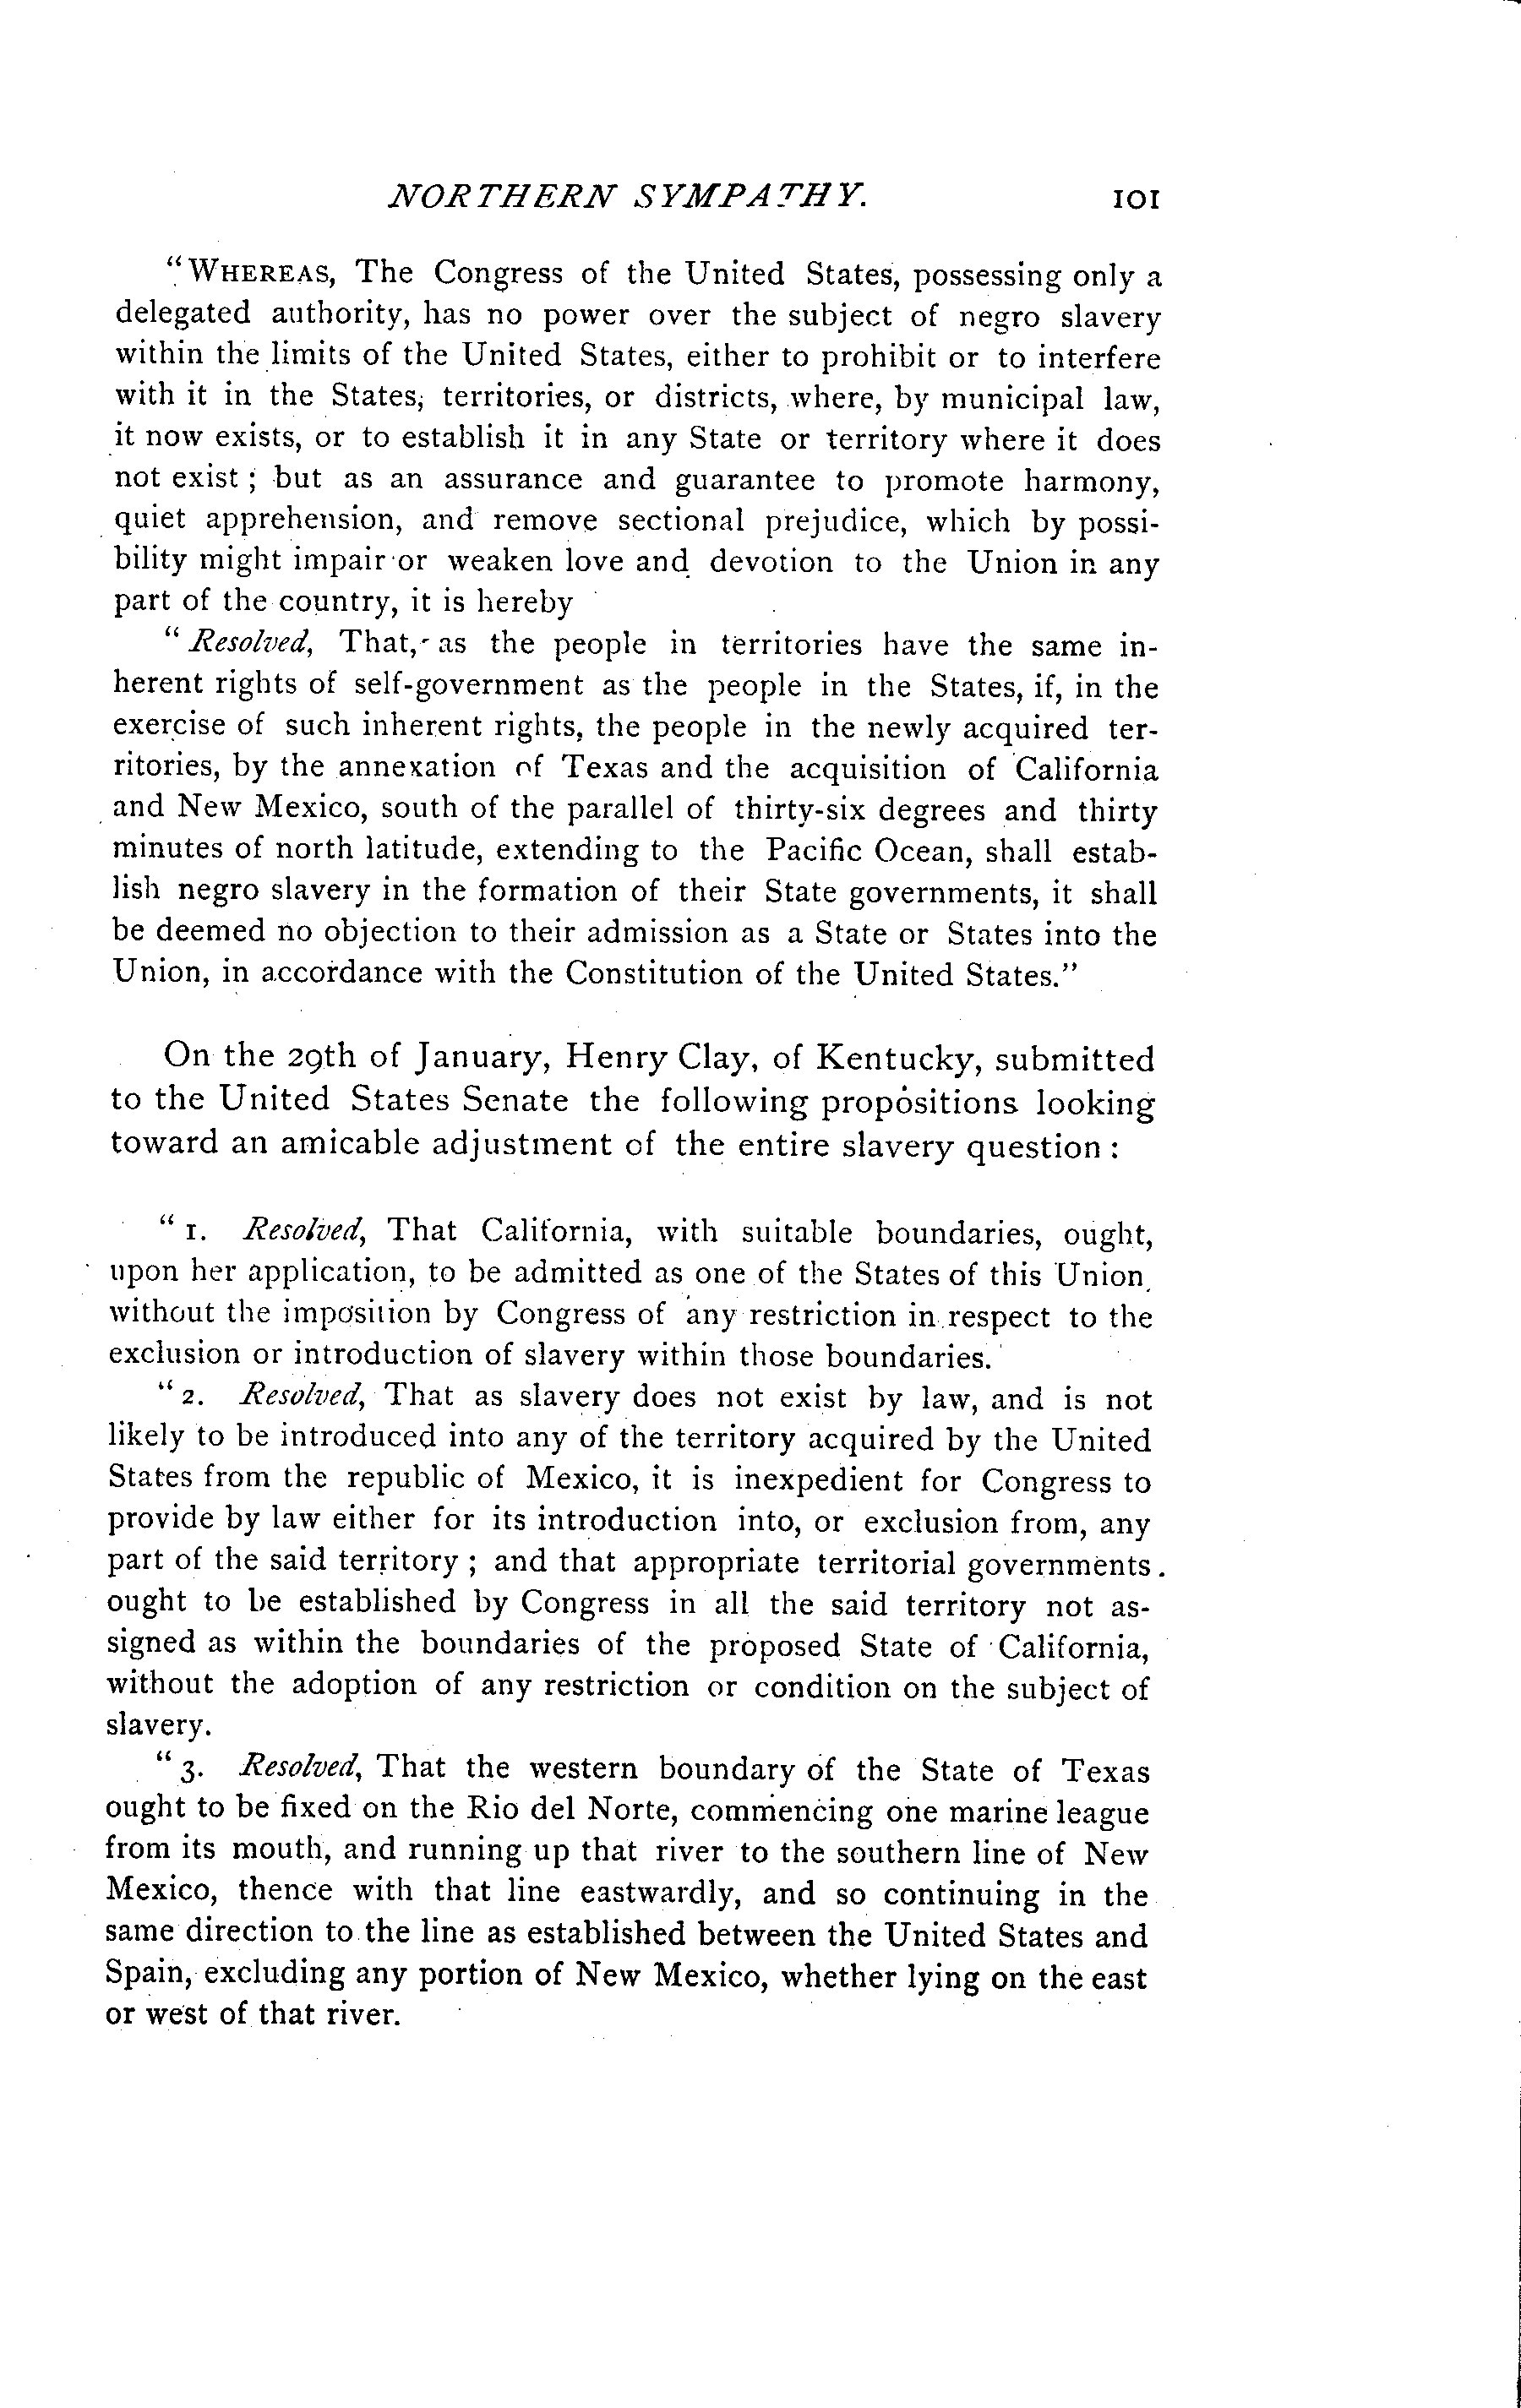 NORTHERN SYMPATHY. 101
"WHEREAS, The Congress of the United States, possessing only a
delegated authority, has no power over the subject of negro slavery
within the limits of the United States, either to prohibit or to interfere
with it in the States, territories, or districts, where, by municipal law,
it now exists, or to establish it in any State or territory where it does
not exist ; but as an assurance and guarantee to promote harmony,
quiet apprehension, and remove sectional prejudice, which by possi-
bility might impair or weaken love and devotion to the Union in any
part of the country, it is hereby
" Resolved, That, as the people in territories have the same in-
herent rights of self-government as the people in the States, if, in the
exercise of such inherent rights, the people in the newly acquired ter-
ritories, by the annexation of Texas and the acquisition of California
and New Mexico, south of the parallel of thirty-six degrees and thirty
minutes of north latitude, extending to the Pacific Ocean, shall estab-
lish negro slavery in the formation of their State governments, it shall
be deemed no objection to their admission as a State or States into the
Union, in accordance with the Constitution of the United States."
On the 29th of January, Henry Clay, of Kentucky, submitted
to the United States Senate the following propositions looking
toward an amicable adjustment of the entire slavery question :
" 1. Resolved, That California, with suitable boundaries, ought,
upon her application, to be admitted as one of the States of this Union
without the imposition by Congress of any restriction in respect to the
exclusion or introduction of slavery within those boundaries.
" 2. Resolved, That as slavery does not exist by law, and is not
likely to be introduced into any of the territory acquired by the United
States from the republic of Mexico, it is inexpedient for Congress to
provide by law either for its introduction into, or exclusion from, any
part of the said territory ; and that appropriate territorial governments
ought to be established by Congress in all the said territory not as-
signed as within the boundaries of the proposed State of California,
without the adoption of any restriction or condition on the subject of
slavery.
" 3. Resolved, That the western boundary of the State of Texas
ought to be fixed on the Rio del Norte, commencing one marine league
from its mouth, and running up that river to the southern line of New
Mexico, thence with that line eastwardly, and so continuing in the
same direction to the line as established between the United States and
Spain, excluding any portion of New Mexico, whether lying on the east
or west of that river.